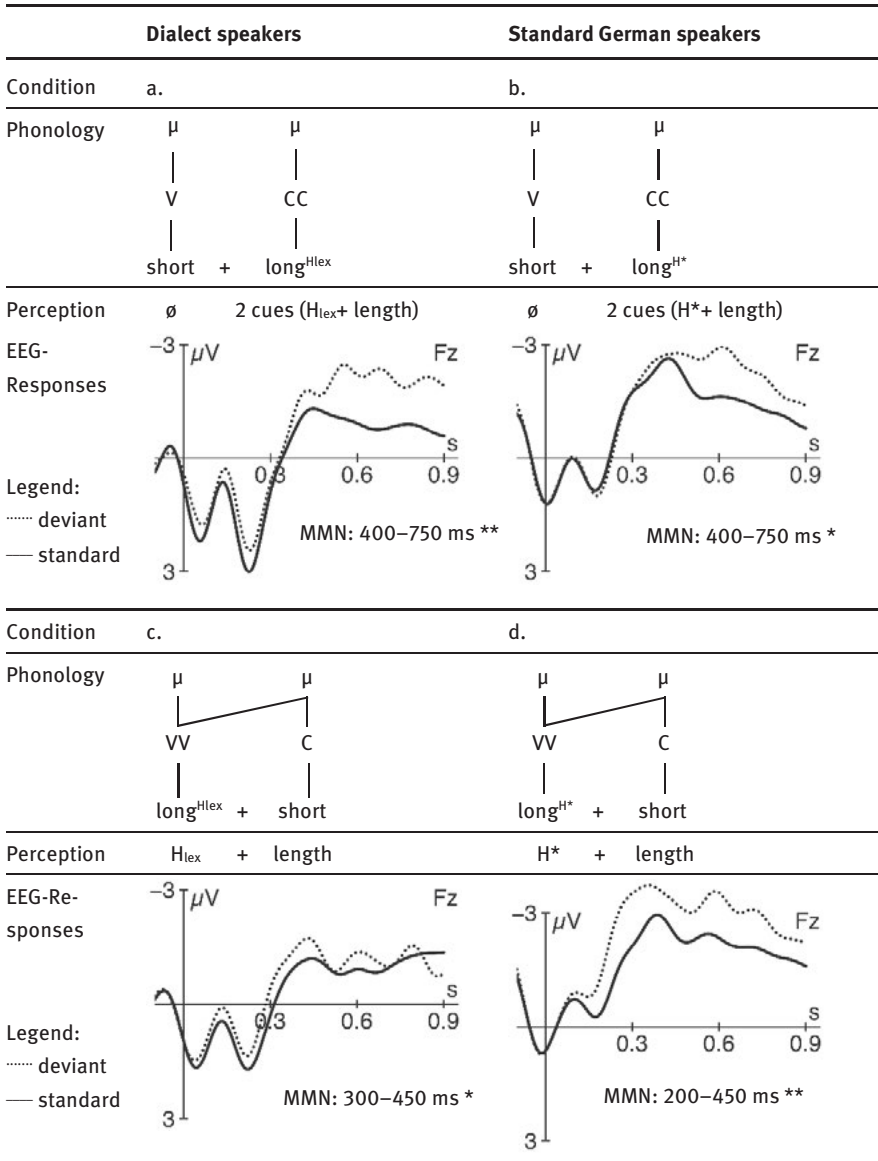 Dialect speakers Standard German speakers
Condition a. b.
Phonology μ μ μ μ
V CC V CC
short + long^Hlex short + long^H*
Perception ø 2 cues (Hlex+ length) ø 2 cues (H*+ length)
EEG- −3 μV Fz −3 μV Fz
Responses
s s
0.3 0.6 0.9 0.3 0.6 0.9
Legend:
deviant
standard
MMN: 400–750 ms ** MMN: 400–750 ms *
3 3
Condition c. d.
Phonology μ μ μ μ
VV C VV C
long^Hlex + short long^H* + short
Perception Hlex + length H* + length
EEG-Re- −3 μV Fz −3 μV Fz
sponses
s s
0.3 0.6 0.9 0.3 0.6 0.9
Legend:
deviant
standard
MMN: 300–450 ms * MMN: 200–450 ms **
3 3